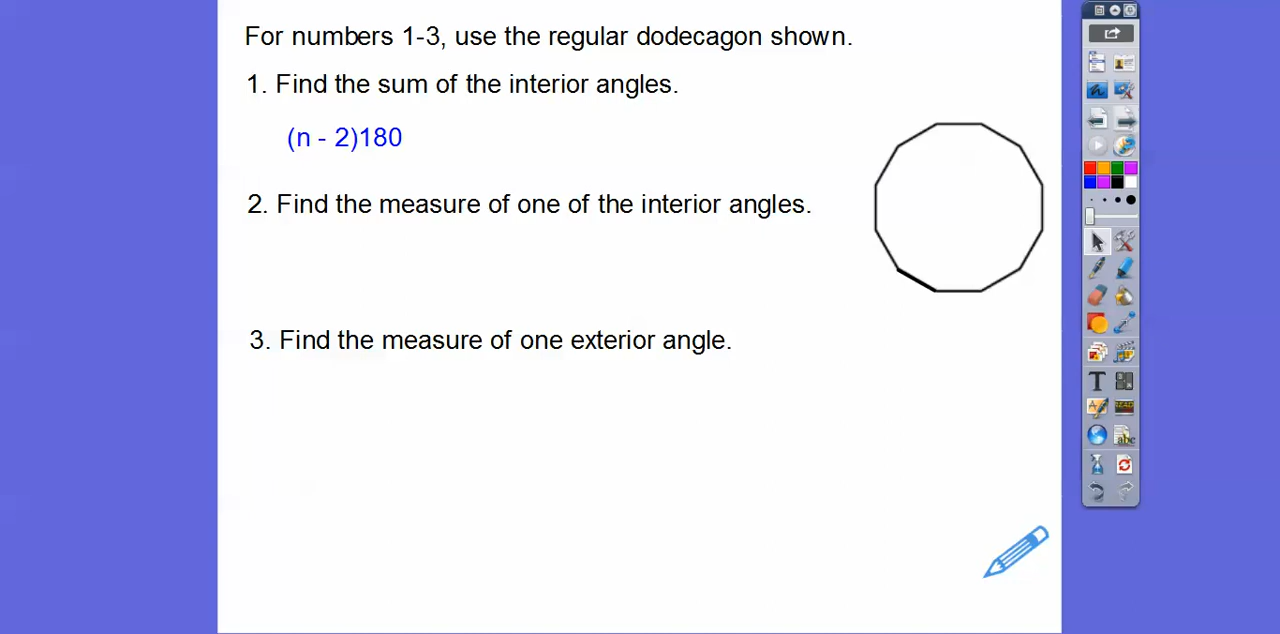 For numbers 1-3, use the regular dodecagon shown.
1. Find the sum of the interior angles.
(n - 2)180
2. Find the measure of one of the interior angles.
3. Find the measure of one exterior angle.
T
abc